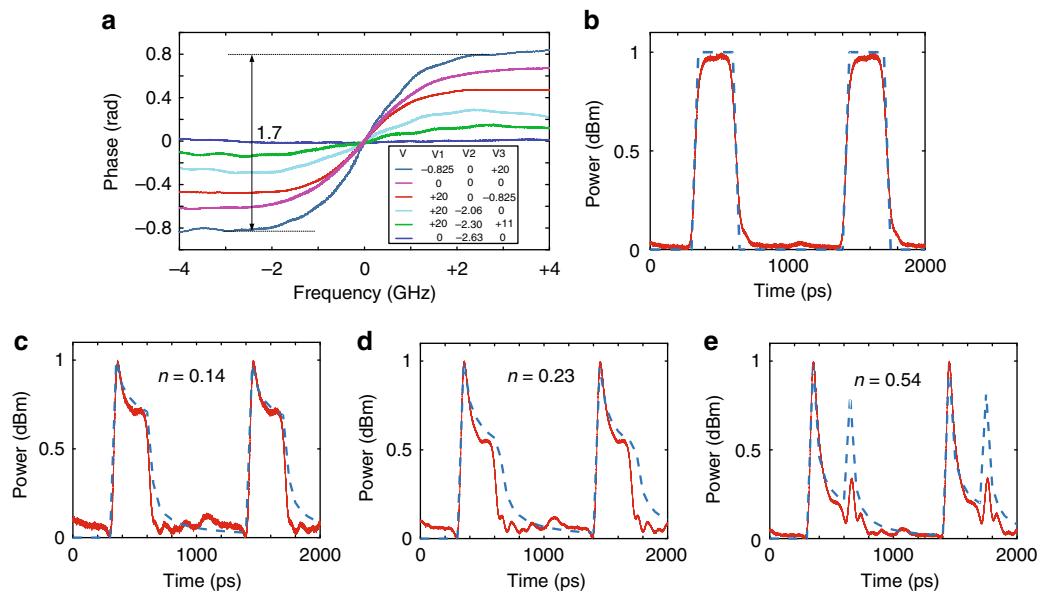 a
Phase (rad)
0.8
0.4
0
−0.4
−0.8
1.7
V V1 V2 V3
−0.825 0 +20
0 0 0
+20 0 −0.825
+20 −2.06 0
+20 −2.30 +11
0 −2.63 0
−4 −2 0 +2 +4
Frequency (GHz)
b
Power (dBm)
1
0.5
0
0 1000 2000
Time (ps)
c
Power (dBm)
1
0.5
0
n = 0.14
0 1000 2000
Time (ps)
d
Power (dBm)
1
0.5
0
n = 0.23
0 1000 2000
Time (ps)
e
Power (dBm)
1
0.5
0
n = 0.54
0 1000 2000
Time (ps)